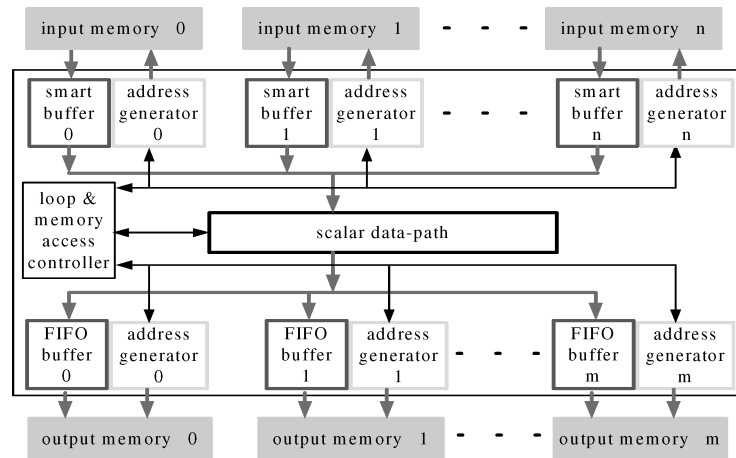 input memory 0
input memory 1
- - -
input memory n
smart
buffer
0
address
generator
0
smart
buffer
1
address
generator
1
- - -
smart
buffer
n
address
generator
n
loop &
memory
access
controller
scalar data-path
FIFO
buffer
0
address
generator
0
FIFO
buffer
1
address
generator
1
- - -
FIFO
buffer
m
address
generator
m
output memory 0
output memory 1
- - -
output memory m